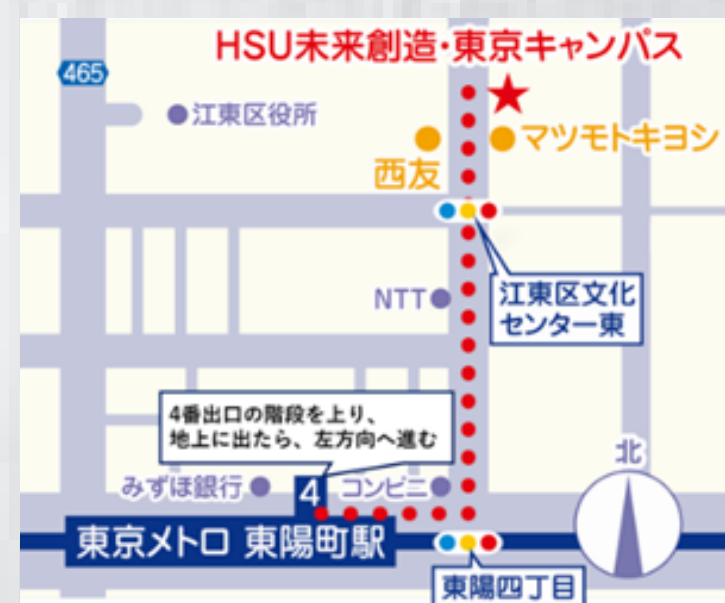 HSU未来創造・東京キャンパス
465
江東区役所
マツモトキヨシ
西友
江東区文化
センター東
NTT
4番出口の階段を上り、
地上に出たら、左方向へ進む
北
みずほ銀行
4
コンビニ
東京メトロ 東陽町駅
東陽四丁目